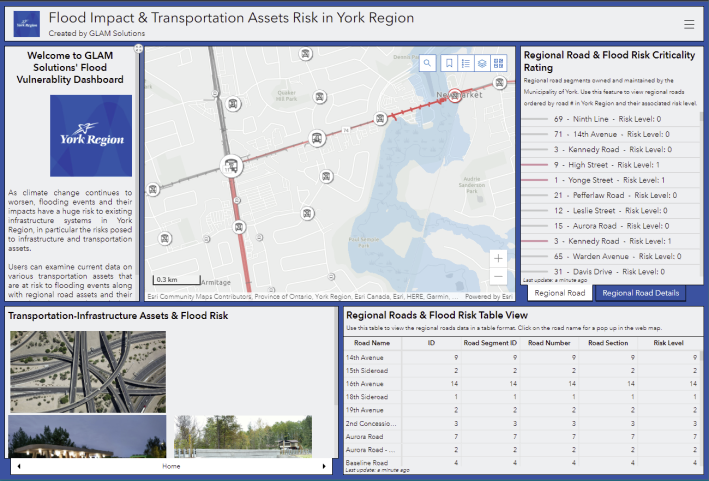 Flood Impact & Transportation Assets Risk in York Region
Created by GLAM Solutions
Welcome to GLAM
Solutions' Flood
Vulnerablity Dashboard
York Region
As climate change continues to
worsen, flooding events and their
impacts have a huge risk to existing
infrastructure systems in York
Region, in particular the risks posed
to infrastructure and transportation
assets.
Users can examine current data on
various transportation assets that
are at risk to flooding events along
with regional road assets and their
Quaker
Hill Park
Newmarket
Audrie
Sanderson
Park
Armitage
0.3 km
Esri Community Maps Contributors, Province of Ontario, York Region, Esri Canada, Esri, HERE, Garmin, ...
Powered by Esri
Regional Road & Flood Risk Criticality
Rating
Regional road segments owned and maintained by the
Municipality of York. Use this feature to view regional roads
ordered by road # in York Region and their associated risk level.
69 - Ninth Line - Risk Level: 0
71 - 14th Avenue - Risk Level: 0
3 - Kennedy Road - Risk Level: 0
9 - High Street - Risk Level: 1
1 - Yonge Street - Risk Level: 1
21 - Pefferlaw Road - Risk Level: 0
12 - Leslie Street - Risk Level: 0
15 - Aurora Road - Risk Level: 0
3 - Kennedy Road - Risk Level: 1
65 - Warden Avenue - Risk Level: 0
31 - Davis Drive - Risk Level: 0
Last update: a minute ago
Regional Road
Regional Road Details
Transportation-Infrastructure Assets & Flood Risk
Home
Regional Roads & Flood Risk Table View
Use this table to view the regional roads data in a table format. Click on the road name for a pop up in the web map.
Road Name ID Road Segment ID Road Number Road Section Risk Level
14th Avenue 9 9 9 9 9
15 Sideroad 2 2 2 2 2
16th Avenue 14 14 14 14 14
18th Sideroad 1 1 1 1 1
19th Avenue 2 2 2 2 2
2nd Concessio... 3 3 3 3 3
Aurora Road 7 7 7 7 7
Aurora Road - ... 2 2 2 2 2
Baseline Road 4 4 4 4 4
Last update: a minute ago